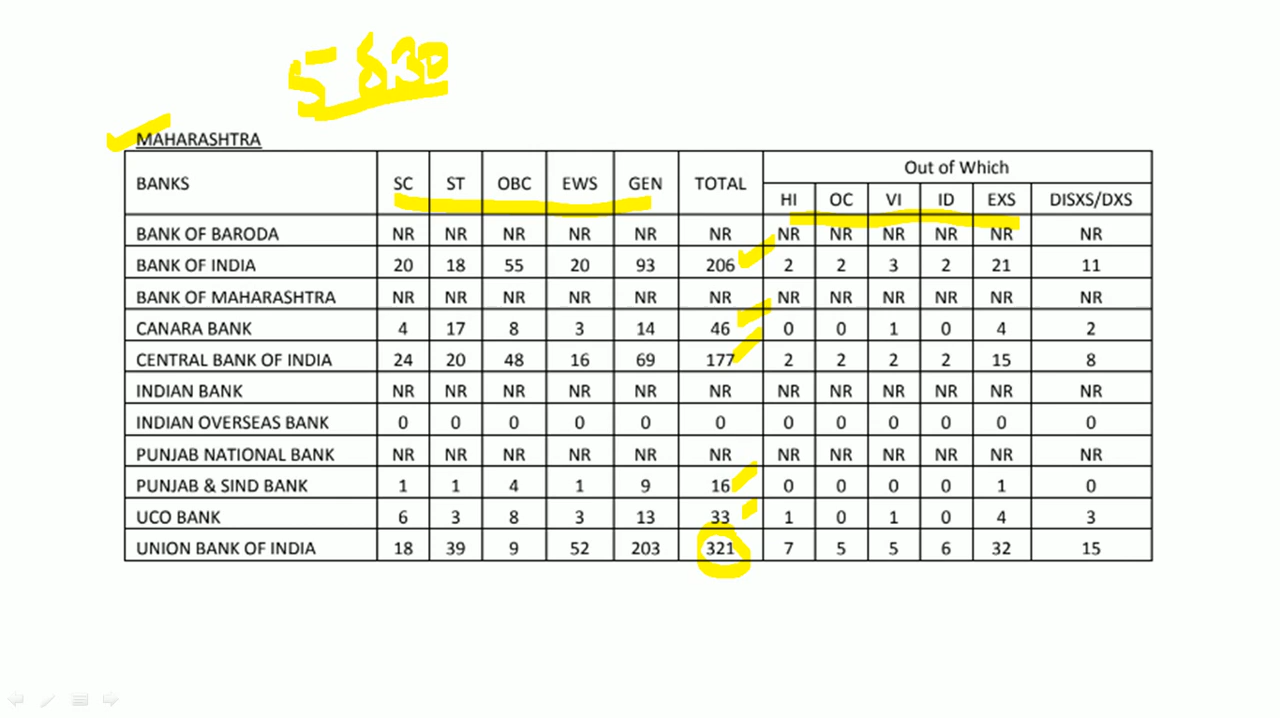 5830
MAHARASHTRA
BANKS SC ST OBC EWS GEN TOTAL Out of Which
HI OC VI ID EXS DISXS/DXS
BANK OF BARODA NR NR NR NR NR NR NR NR NR NR NR NR
BANK OF INDIA 20 18 55 20 93 206 2 2 3 2 21 11
BANK OF MAHARASHTRA NR NR NR NR NR NR NR NR NR NR NR NR
CANARA BANK 4 17 8 3 14 46 0 0 1 0 4 2
CENTRAL BANK OF INDIA 24 20 48 16 69 177 2 2 2 2 15 8
INDIAN BANK NR NR NR NR NR NR NR NR NR NR NR NR
INDIAN OVERSEAS BANK 0 0 0 0 0 0 0 0 0 0 0 0
PUNJAB NATIONAL BANK NR NR NR NR NR NR NR NR NR NR NR NR
PUNJAB & SIND BANK 1 1 4 1 9 16 0 0 0 0 1 0
UCO BANK 6 3 8 3 13 33 1 0 1 0 4 3
UNION BANK OF INDIA 18 39 9 52 203 321 7 5 5 6 32 15